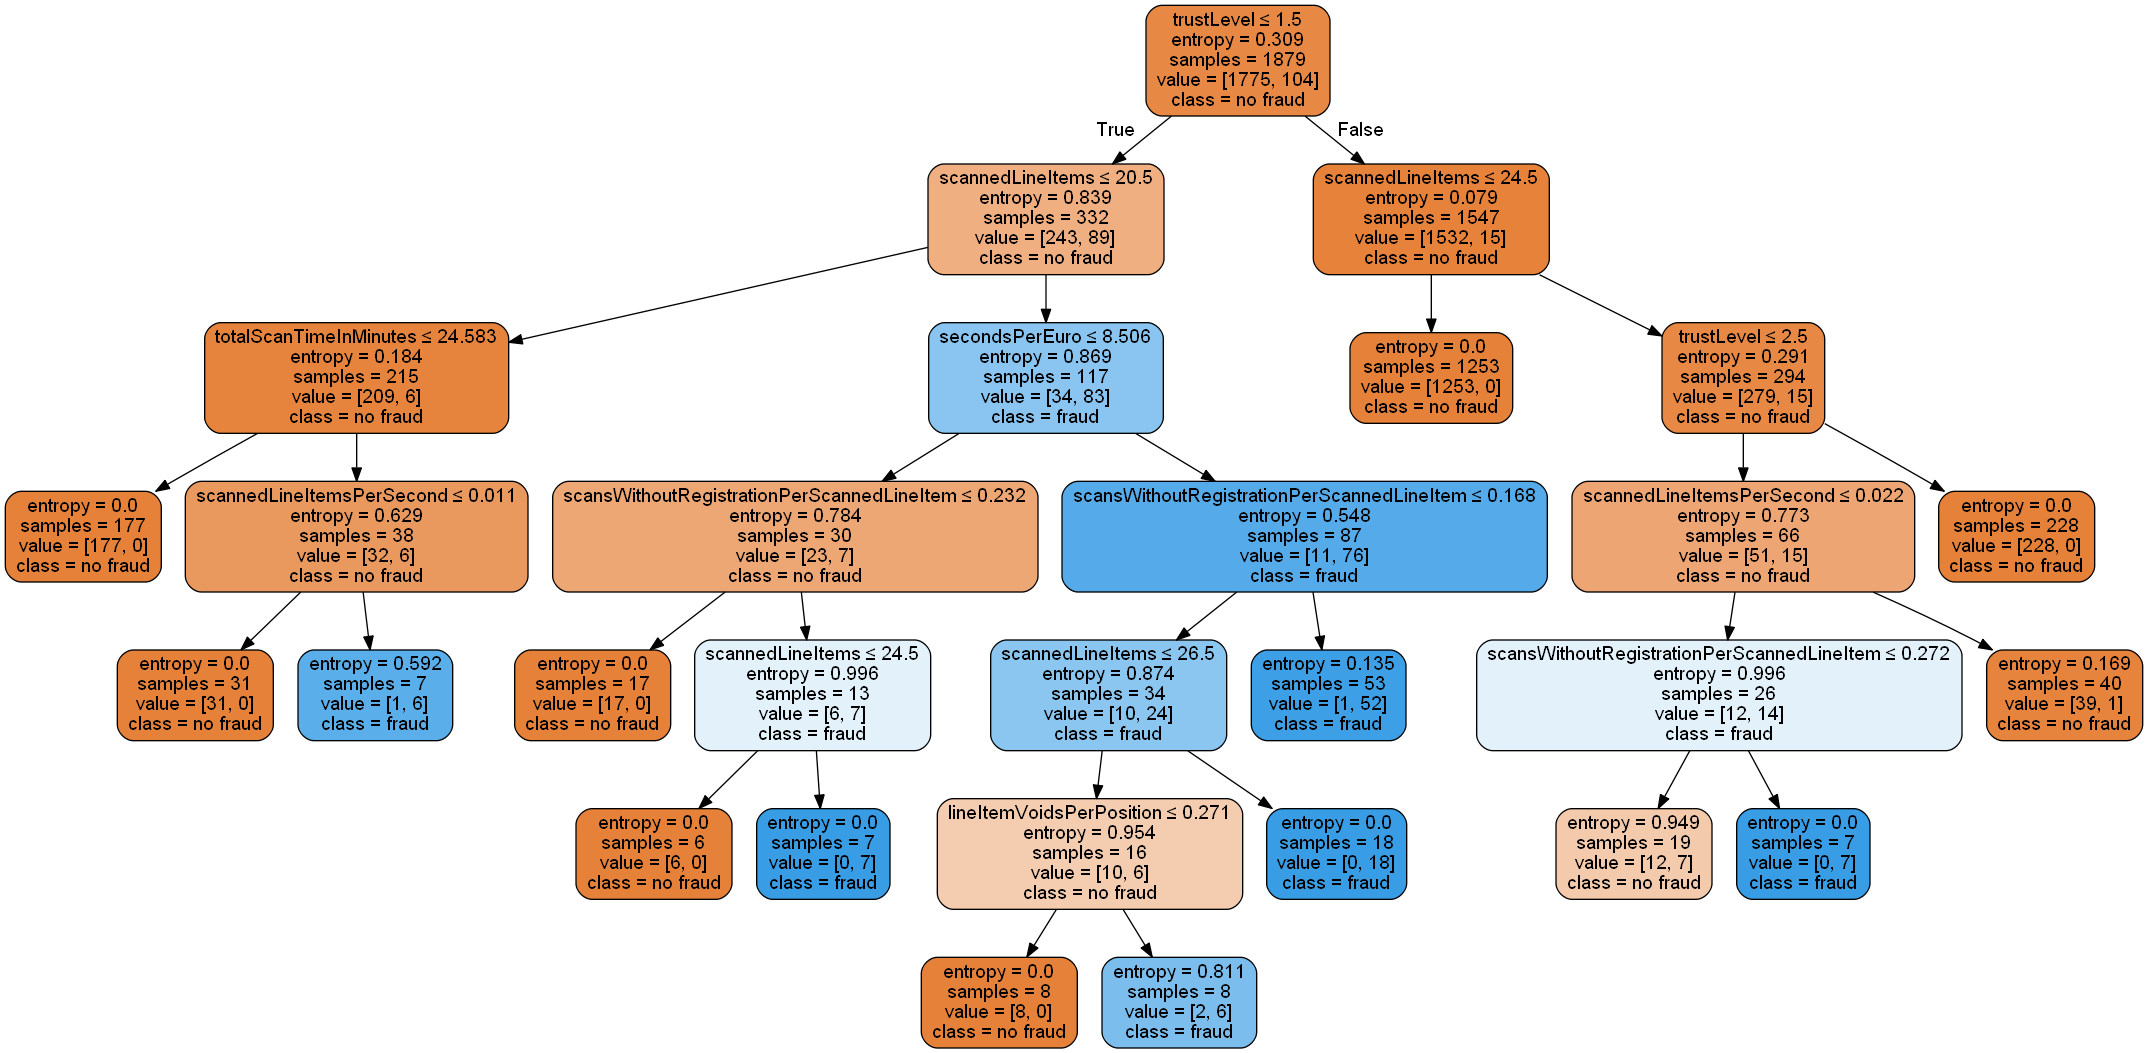 trustLevel ≤ 1.5
entropy = 0.309
samples = 1879
value = [1775, 104]
class = no fraud
True
False
scannedLineItems ≤ 20.5
entropy = 0.839
samples = 332
value = [243, 89]
class = no fraud
scannedLineItems ≤ 24.5
entropy = 0.079
samples = 1547
value = [1532, 15]
class = no fraud
totalScanTimeInMinutes ≤ 24.583
entropy = 0.184
samples = 215
value = [209, 6]
class = no fraud
secondsPerEuro ≤ 8.506
entropy = 0.869
samples = 117
value = [34, 83]
class = fraud
entropy = 0.0
samples = 1253
value = [1253, 0]
class = no fraud
trustLevel ≤ 2.5
entropy = 0.291
samples = 294
value = [279, 15]
class = no fraud
entropy = 0.0
samples = 177
value = [177, 0]
class = no fraud
scannedLineItemsPerSecond ≤ 0.011
entropy = 0.629
samples = 38
value = [32, 6]
class = no fraud
scansWithoutRegistrationPerScannedLineItem ≤ 0.232
entropy = 0.784
samples = 30
value = [23, 7]
class = no fraud
scansWithoutRegistrationPerScannedLineItem ≤ 0.168
entropy = 0.548
samples = 87
value = [11, 76]
class = fraud
scannedLineItemsPerSecond ≤ 0.022
entropy = 0.773
samples = 66
value = [51, 15]
class = no fraud
entropy = 0.0
samples = 228
value = [228, 0]
class = no fraud
entropy = 0.0
samples = 31
value = [31, 0]
class = no fraud
entropy = 0.592
samples = 7
value = [1, 6]
class = fraud
entropy = 0.0
samples = 17
value = [17, 0]
class = no fraud
scannedLineItems ≤ 24.5
entropy = 0.996
samples = 13
value = [6, 7]
class = fraud
scannedLineItems ≤ 26.5
entropy = 0.874
samples = 34
value = [10, 24]
class = fraud
entropy = 0.135
samples = 53
value = [1, 52]
class = fraud
scansWithoutRegistrationPerScannedLineItem ≤ 0.272
entropy = 0.996
samples = 26
value = [12, 14]
class = fraud
entropy = 0.169
samples = 40
value = [39, 1]
class = no fraud
entropy = 0.0
samples = 6
value = [6, 0]
class = no fraud
entropy = 0.0
samples = 7
value = [0, 7]
class = fraud
lineItemVoidsPerPosition ≤ 0.271
entropy = 0.954
samples = 16
value = [10, 6]
class = no fraud
entropy = 0.0
samples = 18
value = [0, 18]
class = fraud
entropy = 0.949
samples = 19
value = [12, 7]
class = no fraud
entropy = 0.0
samples = 7
value = [0, 7]
class = fraud
entropy = 0.0
samples = 8
value = [8, 0]
class = no fraud
entropy = 0.811
samples = 8
value = [2, 6]
class = fraud